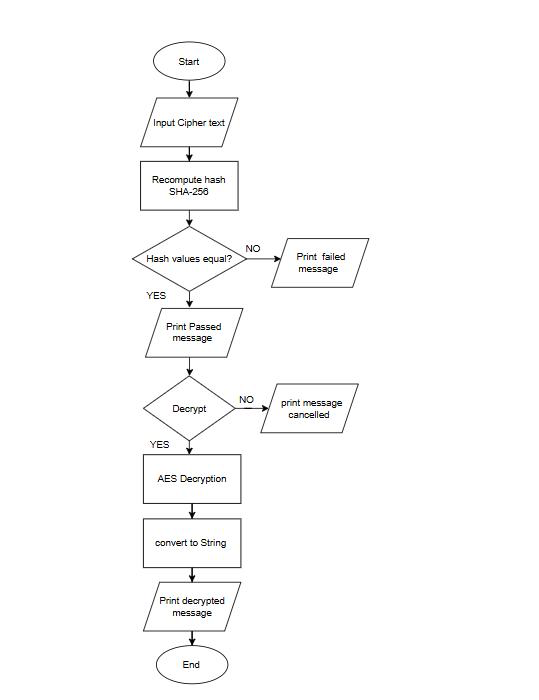 Start
Input Cipher text
Recompute hash
SHA-256
Hash values equal?
NO
Print failed
message
YES
Print Passed
message
Decrypt
NO
print message
cancelled
YES
AES Decryption
convert to String
Print decrypted
message
End